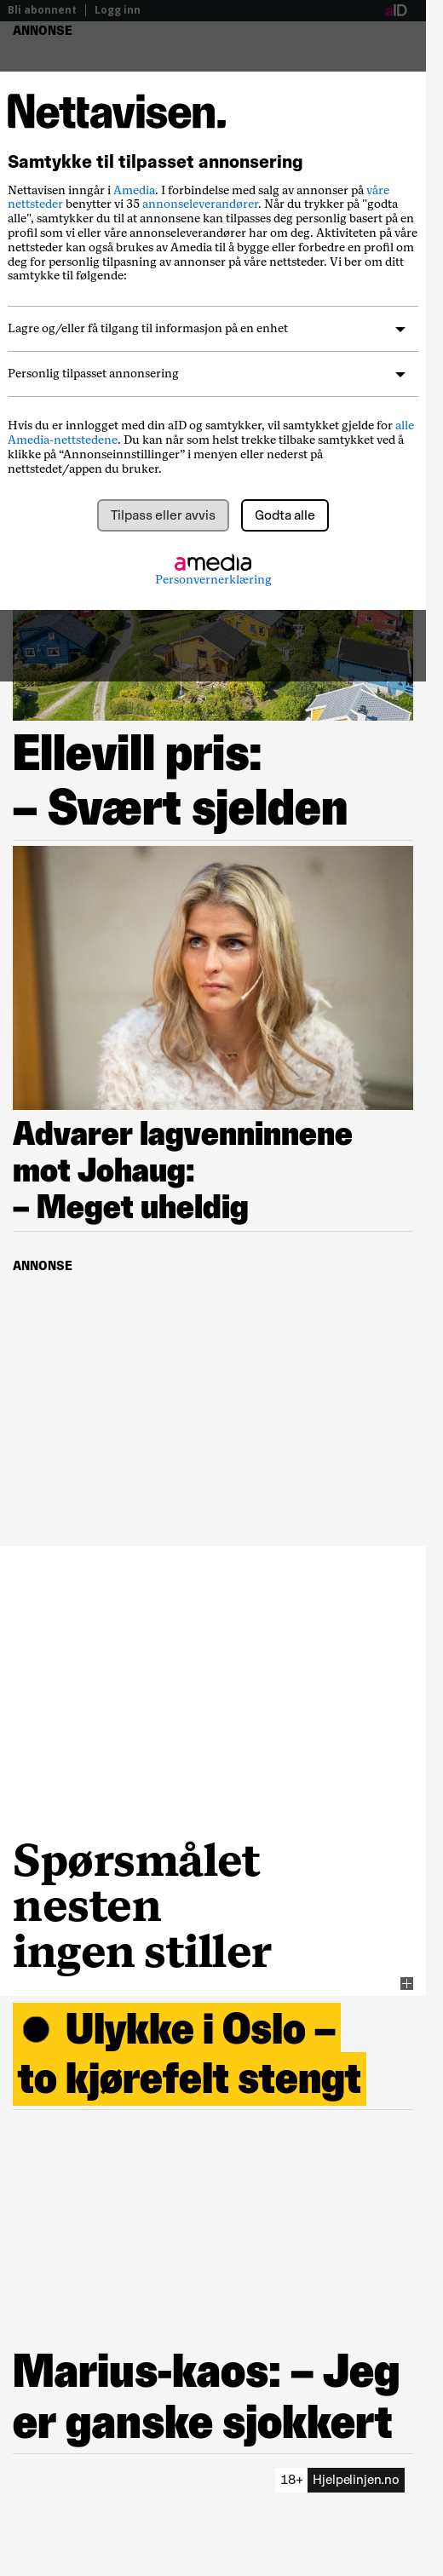 Bli abonnent | Logg inn aID
ANNONSE
Nettavisen.
Samtykke til tilpasset annonsering
Nettavisen inngår i Amedia. I forbindelse med salg av annonser på våre
nettsteder benytter vi 35 annonseleverandører. Når du trykker på "godta
alle", samtykker du til at annonsene kan tilpasses deg personlig basert på en
profil som vi eller våre annonseleverandører har om deg. Aktiviteten på våre
nettsteder kan også brukes av Amedia til å bygge eller forbedre en profil om
deg for personlig tilpasning av annonser på våre nettsteder. Vi ber om ditt
samtykke til følgende:
Lagre og/eller få tilgang til informasjon på en enhet
Personlig tilpasset annonsering
Hvis du er innlogget med din aID og samtykker, vil samtykket gjelde for alle
Amedia-nettstedene. Du kan når som helst trekke tilbake samtykket ved å
klikke på “Annonseinnstillinger” i menyen eller nederst på
nettstedet/appen du bruker.
Tilpass eller avvis Godta alle
amedia
Personvernerklæring
Ellevill pris:
– Svært sjelden
Advarer lagvenninnene
mot Johaug:
– Meget uheldig
ANNONSE
Spørsmålet
nesten
ingen stiller
Ulykke i Oslo –
to kjørefelt stengt
Marius-kaos: – Jeg
er ganske sjokkert
18+ Hjelpelinjen.no